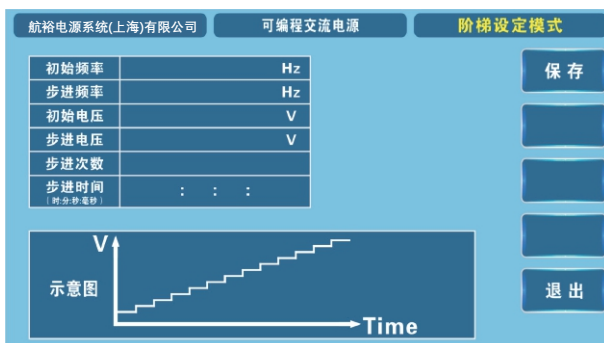 航裕电源系统(上海)有限公司 可编程交流电源 阶梯设定模式
初始频率 Hz
步进频率 Hz
初始电压 V
步进电压 V
步进次数
步进时间 : : :
(时:分:秒:毫秒)
保存
V
示意图
Time
退出